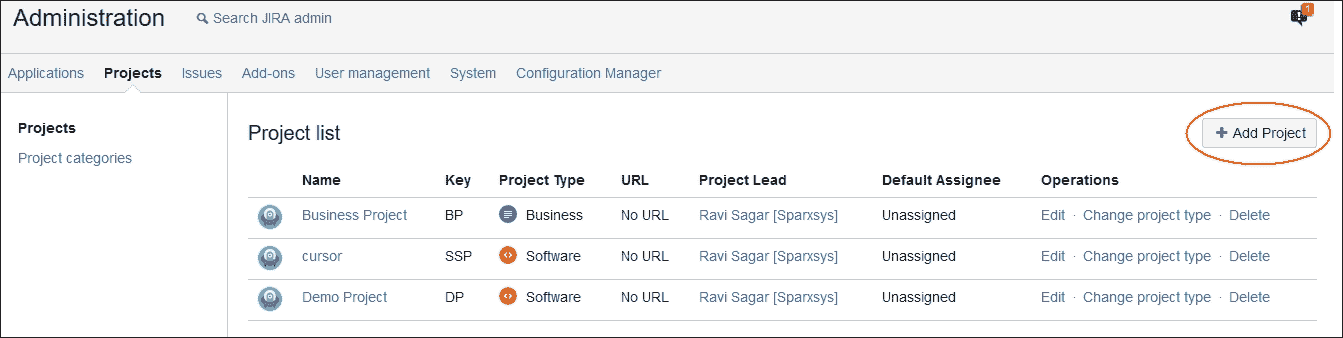 Administration Search JIRA admin 1
Applications Projects Issues Add-ons User management System Configuration Manager
Projects
Project categories
Project list
+ Add Project
Name Key Project Type URL Project Lead Default Assignee Operations
Business Project BP Business No URL Ravi Sagar [Sparxsys] Unassigned Edit · Change project type · Delete
cursor SSP Software No URL Ravi Sagar [Sparxsys] Unassigned Edit · Change project type · Delete
Demo Project DP Software No URL Ravi Sagar [Sparxsys] Unassigned Edit · Change project type · Delete